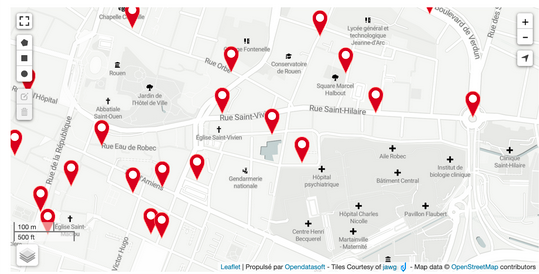 Chapelle C
lle
Boulevard de Verdun
Rue des S
Lycée général et
technologique
Jeanne-d'Arc
Fontenelle
Conservatoire
de Rouen
Rue Orbe
Rouen
Jardin de
l'Hôtel de Ville
Square Marcel
Halbout
l'Hôpital
Abbatiale
Saint-Ouen
Rue Saint-Vivien
Rue Saint-Hilaire
Église Saint-Vivien
Rue Eau de Robec
Rue de la République
Aile Robec
Institut de
biologie clinique
Clinique
Saint-Hilaire
Gendarmerie
nationale
Hôpital
psychiatrique
Bâtiment Central
d'Amiens
Hôpital Charles
Nicolle
Pavillon Flaubert
Église Saint-
Centre Henri
Becquerel
Martainville -
Maternité
Victor Hugo
100 m
500 ft
+
−
Leaflet | Propulsé par Opendatasoft - Tiles Courtesy of jawg - Map data © OpenStreetMap contributors